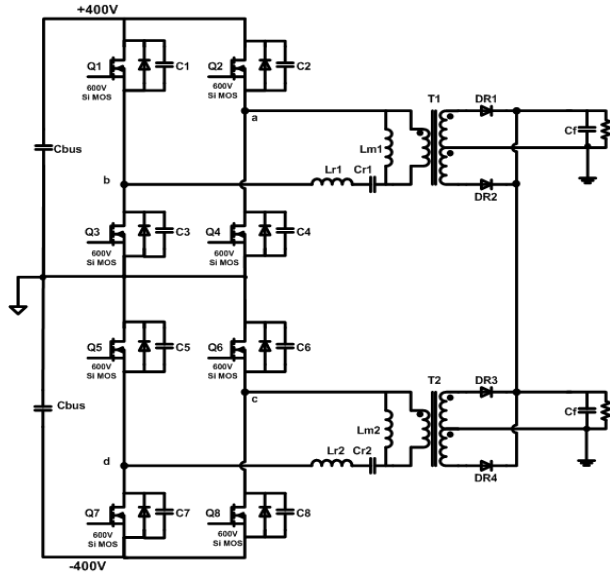 +400V
Q1
600V
Si MOS
C1
Q2
600V
Si MOS
C2
a
T1
DR1
Cf
Cbus
Lm1
b
Lr1
Cr1
DR2
Q3
600V
Si MOS
C3
Q4
600V
Si MOS
C4
Q5
600V
Si MOS
C5
Q6
600V
Si MOS
C6
T2
DR3
c
Cf
Cbus
Lm2
d
Lr2
Cr2
DR4
Q7
600V
Si MOS
C7
Q8
600V
Si MOS
C8
-400V